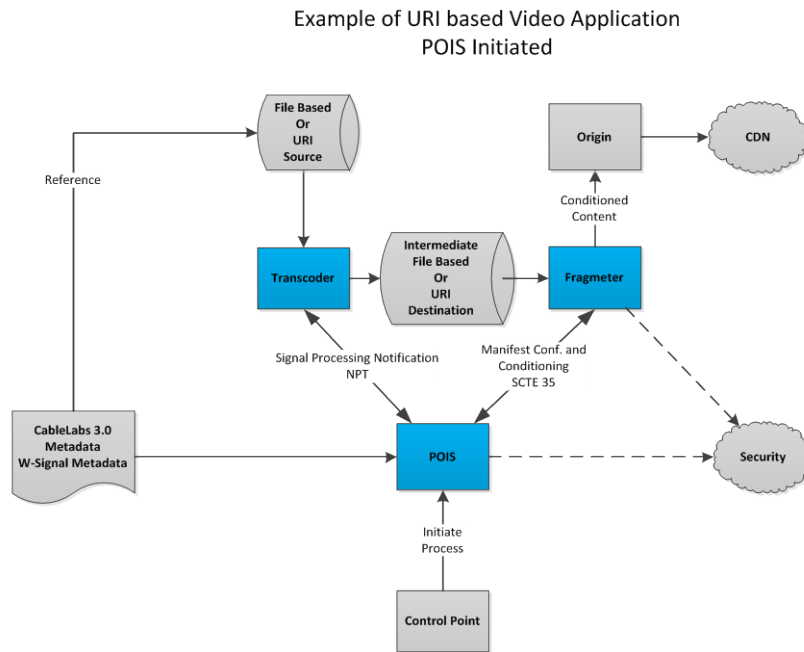 Example of URI based Video Application
POIS Initiated
File Based
Or
URI
Source
Origin
CDN
Reference
Conditioned
Content
Transcoder
Intermediate
File Based
Or
URI
Destination
Fragmeter
Signal Processing Notification
NPT
Manifest Conf. and
Conditioning
SCTE 35
CableLabs 3.0
Metadata
W-Signal Metadata
POIS
Security
Initiate
Process
Control Point